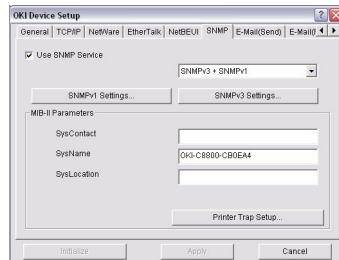 OKI Device Setup
General TCP/IP NetWare EtherTalk NetBEUI SNMP E-Mail(Send) E-Mail(
Use SNMP Service
SNMPv3 + SNMPv1
SNMPv1 Settings... SNMPv3 Settings...
MIB-II Parameters
SysContact
SysName OKI-C8800-CB0EA4
SysLocation
Printer Trap Setup...
Initialize Apply Cancel